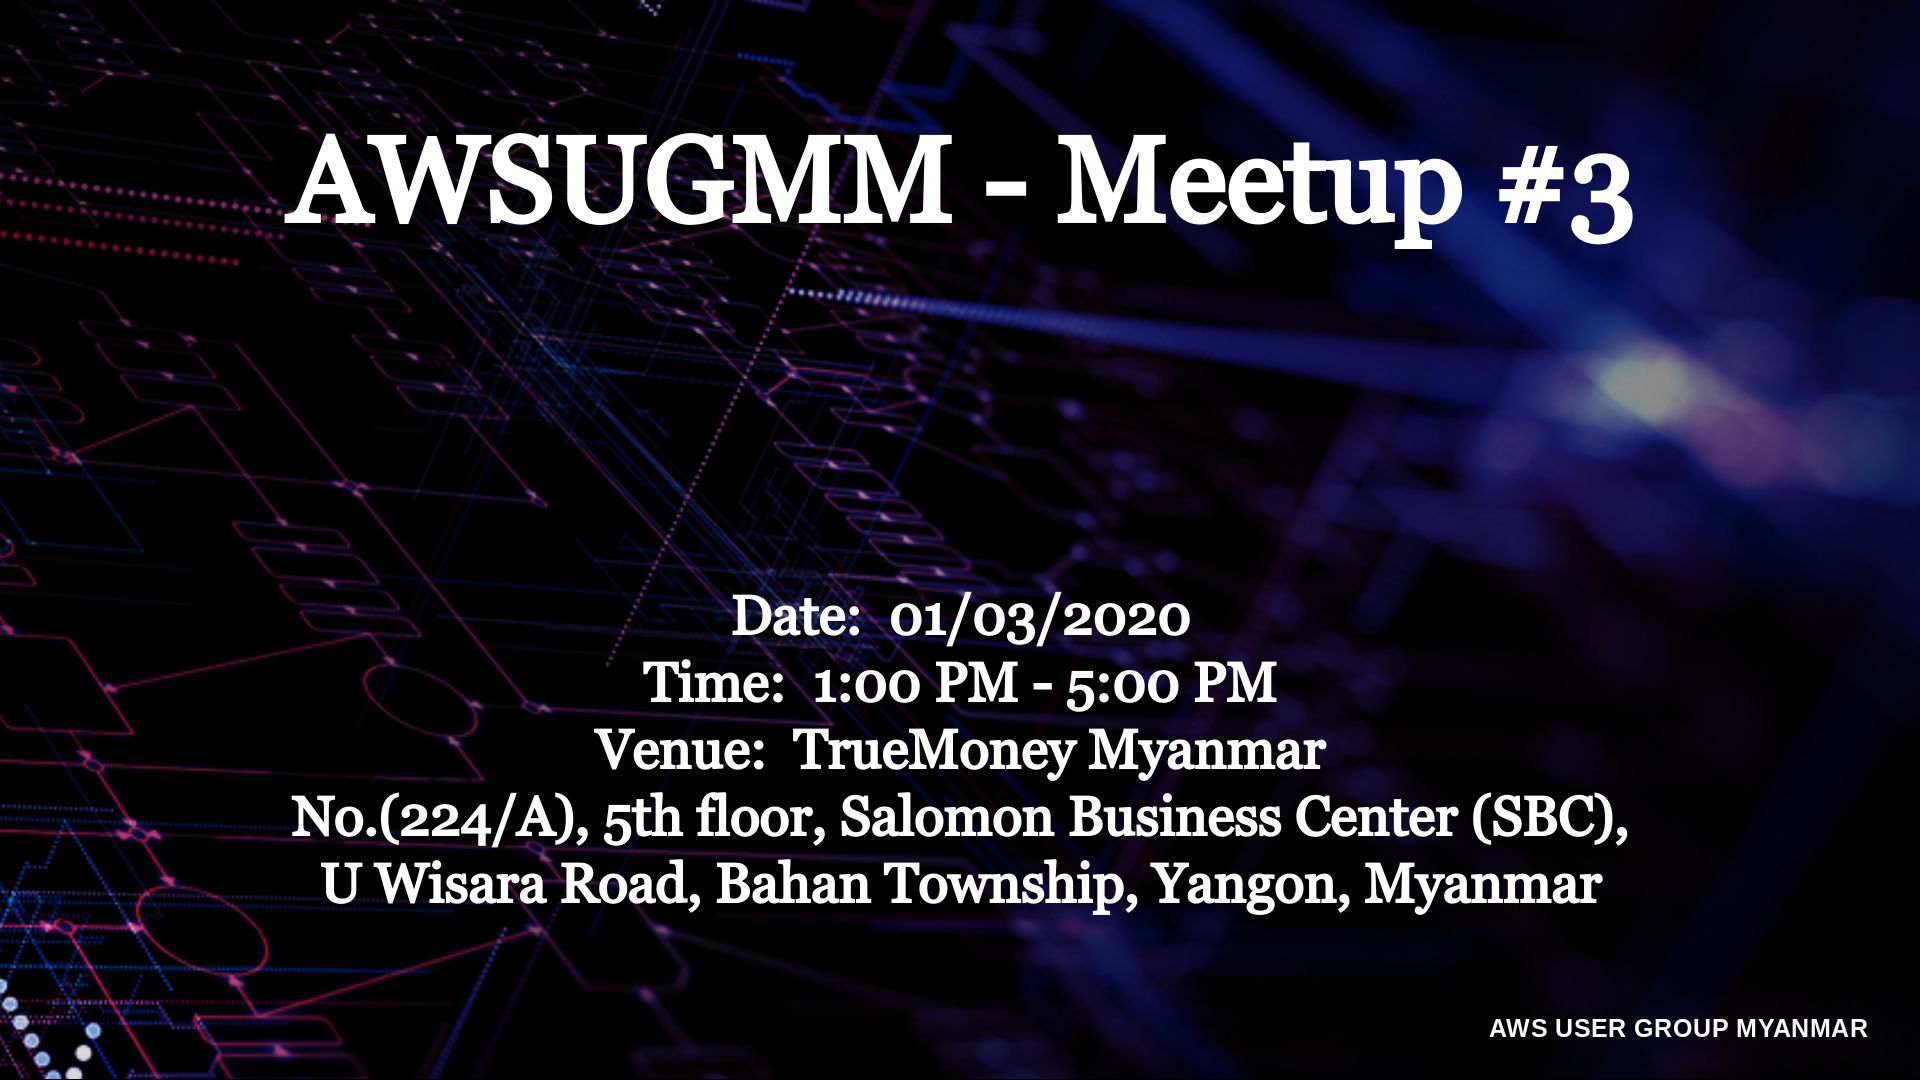 AWSUGMM - Meetup #3
Date: 01/03/2020
Time: 1:00 PM - 5:00 PM
Venue: TrueMoney Myanmar
No.(224/A), 5th floor, Salomon Business Center (SBC),
U Wisara Road, Bahan Township, Yangon, Myanmar
AWS USER GROUP MYANMAR